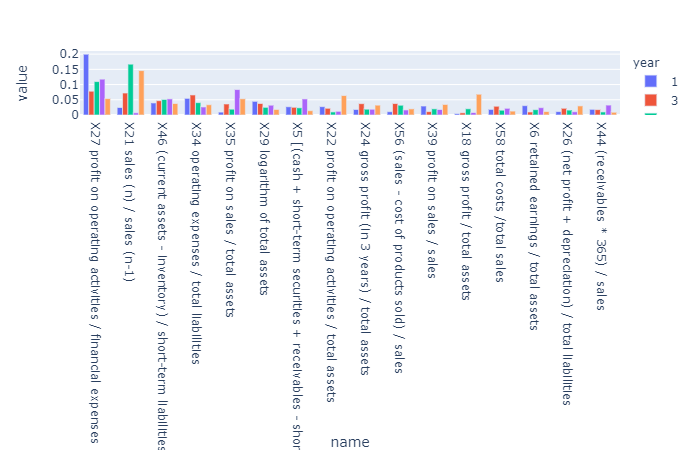 0.2
0.15
0.1
0.05
0
value
year
1
3
X27 profit on operating activities / financial expenses
X21 sales (n) / sales (n-1)
X46 (current assets - inventory) / short-term liabilities
X34 operating expenses / total liabilities
X35 profit on sales / total assets
X29 logarithm of total assets
X5 [(cash + short-term securities + receivables - shor
X22 profit on operating activities / total assets
X24 gross profit (in 3 years) / total assets
X56 (sales - cost of products sold) / sales
X39 profit on sales / sales
X18 gross profit / total assets
X58 total costs /total sales
X6 retained earnings / total assets
X26 (net profit + depreciation) / total liabilities
X44 (receivables * 365) / sales
name